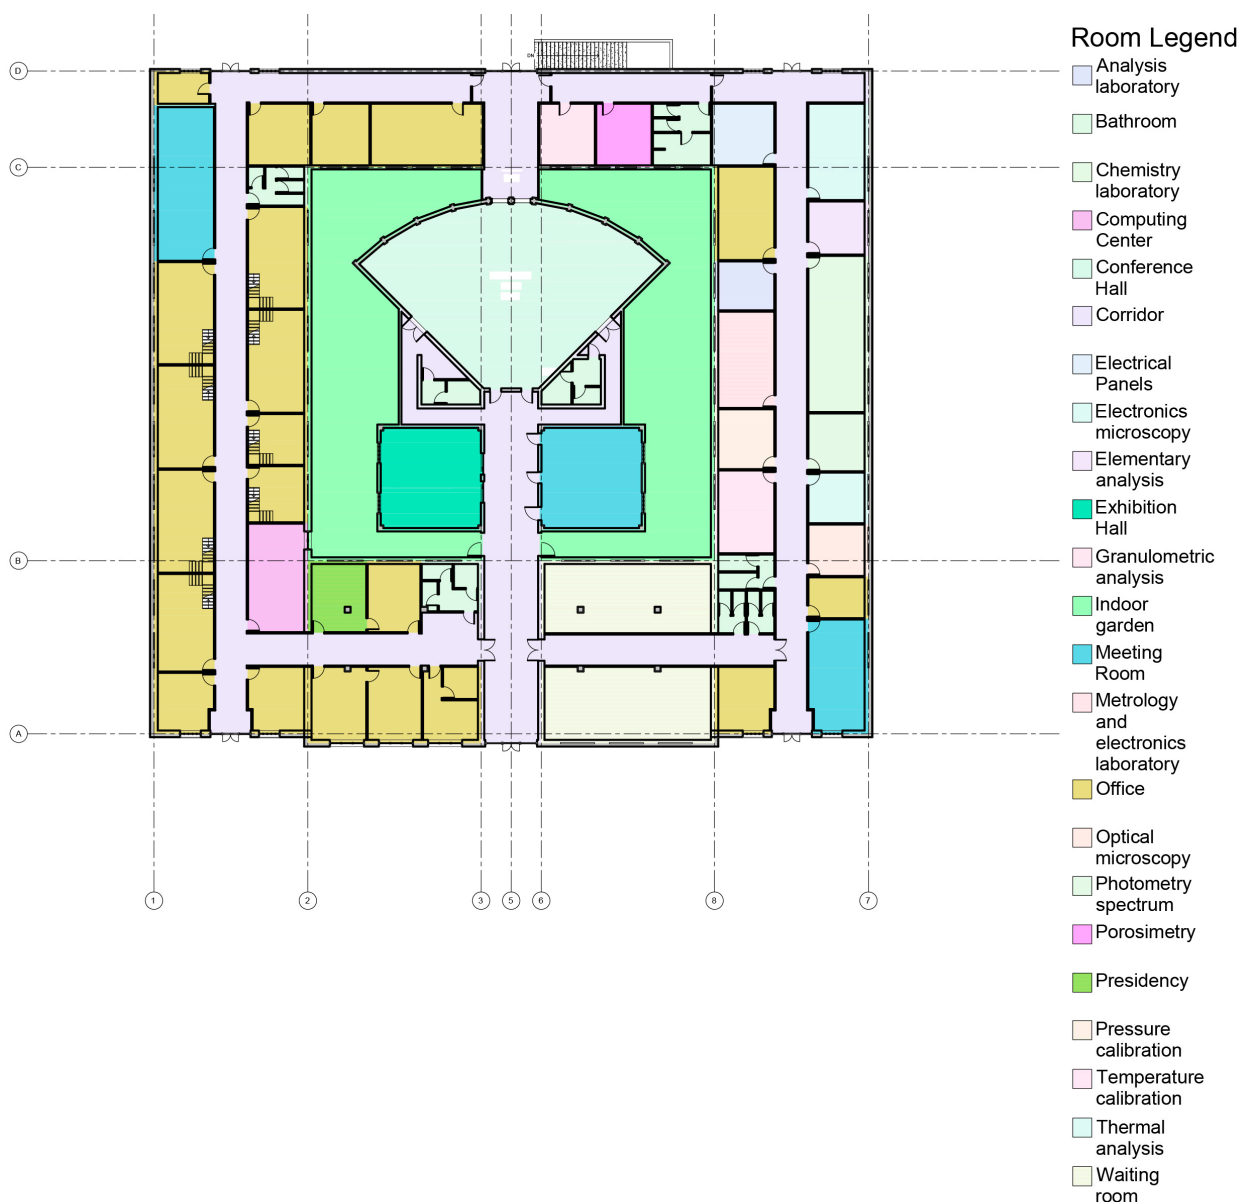 Room Legend
Analysis
laboratory
Bathroom
Chemistry
laboratory
Computing
Center
Conference
Hall
Corridor
Electrical
Panels
Electronics
microscopy
Elementary
analysis
Exhibition
Hall
Granulometric
analysis
Indoor
garden
Meeting
Room
Metrology
and
electronics
laboratory
Office
Optical
microscopy
Photometry
spectrum
Porosimetry
Presidency
Pressure
calibration
Temperature
calibration
Thermal
analysis
Waiting
room
DN
D
C
B
A
1
2
3
5
6
8
7